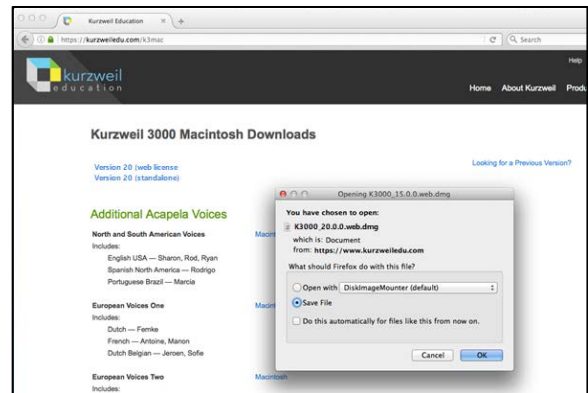 Kurzweil Education
https://kurzweiledu.com/k3mac
Search
Help
kurzweil
education
Home About Kurzweil Produ
Kurzweil 3000 Macintosh Downloads
Version 20 (web license
Version 20 (standalone)
Looking for a Previous Version?
Additional Acapela Voices
North and South American Voices
Macint
Includes:
English USA — Sharon, Rod, Ryan
Spanish North America — Rodrigo
Portuguese Brazil — Marcia
European Voices One
Macint
Includes:
Dutch — Femke
French — Antoine, Manon
Dutch Belgian — Jeroen, Sofie
European Voices Two
Macintosh
Includes:
Opening K3000_15.0.0.web.dmg
You have chosen to open:
K3000_20.0.0.web.dmg
which is: Document
from: https://www.kurzweiledu.com
What should Firefox do with this file?
Open with DiskImageMounter (default)
Save File
Do this automatically for files like this from now on.
Cancel OK